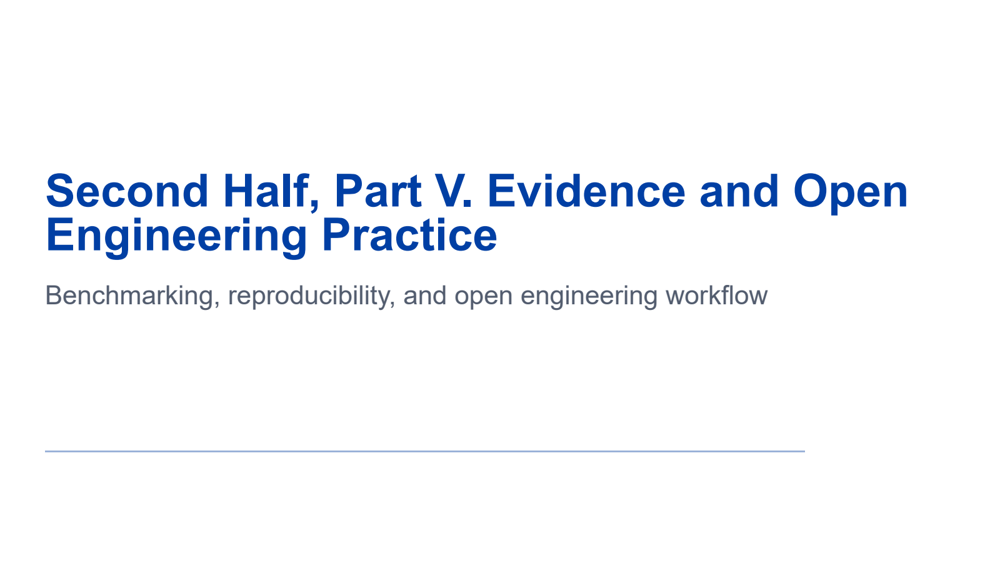 Second Half, Part V. Evidence and Open
Engineering Practice
Benchmarking, reproducibility, and open engineering workflow